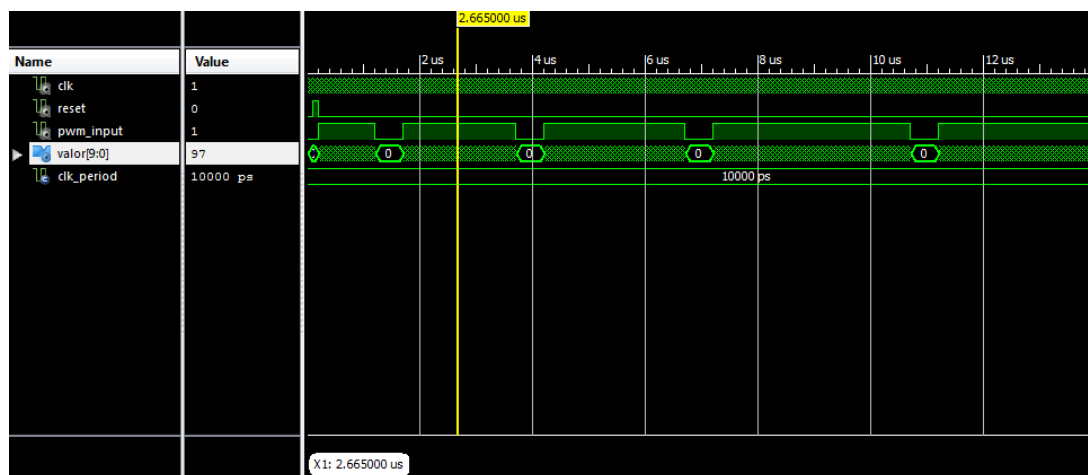 2.665000 us
Name Value
2 us 4 us 6 us 8 us 10 us 12 us
clk 1
reset 0
pwm_input 1
valor[9:0] 97 0 0 0 0
clk_period 10000 ps 10000 ps
X1: 2.665000 us